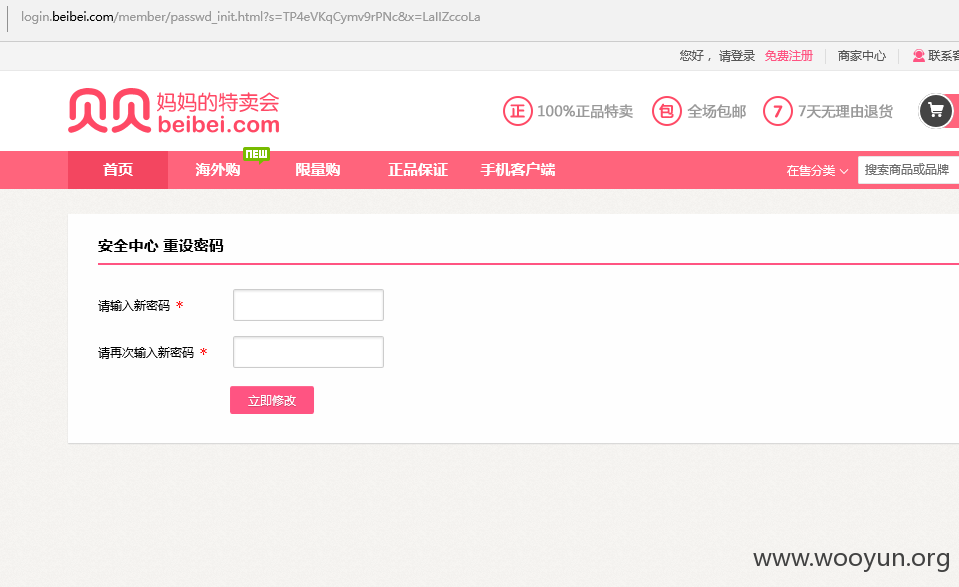 login.beibei.com/member/passwd_init.html?s=TP4eVKqCymv9rPNc&x=LaIIZccoLa
您好， 请登录 免费注册 商家中心 联系客
贝贝 妈妈的特卖会 beibei.com
正 100%正品特卖 包 全场包邮 7 7天无理由退货
首页 海外购 NEW 限量购 正品保证 手机客户端 在售分类 搜索商品或品牌
安全中心 重设密码
请输入新密码 *
请再次输入新密码 *
立即修改
www.wooyun.org